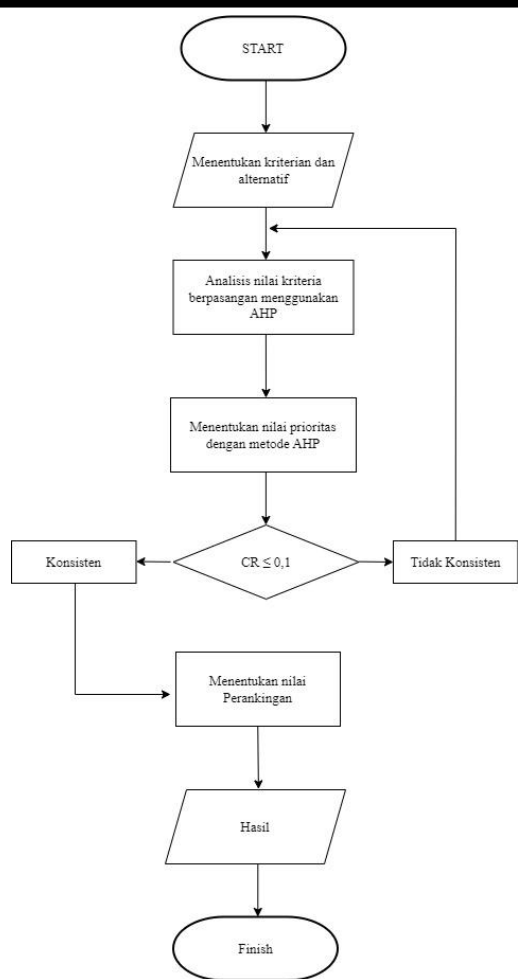 START
Menentukan kriterian dan
alternatif
Analisis nilai kriteria
berpasangan menggunakan
AHP
Menentukan nilai prioritas
dengan metode AHP
Konsisten
CR ≤ 0,1
Tidak Konsisten
Menentukan nilai
Perankingan
Hasil
Finish